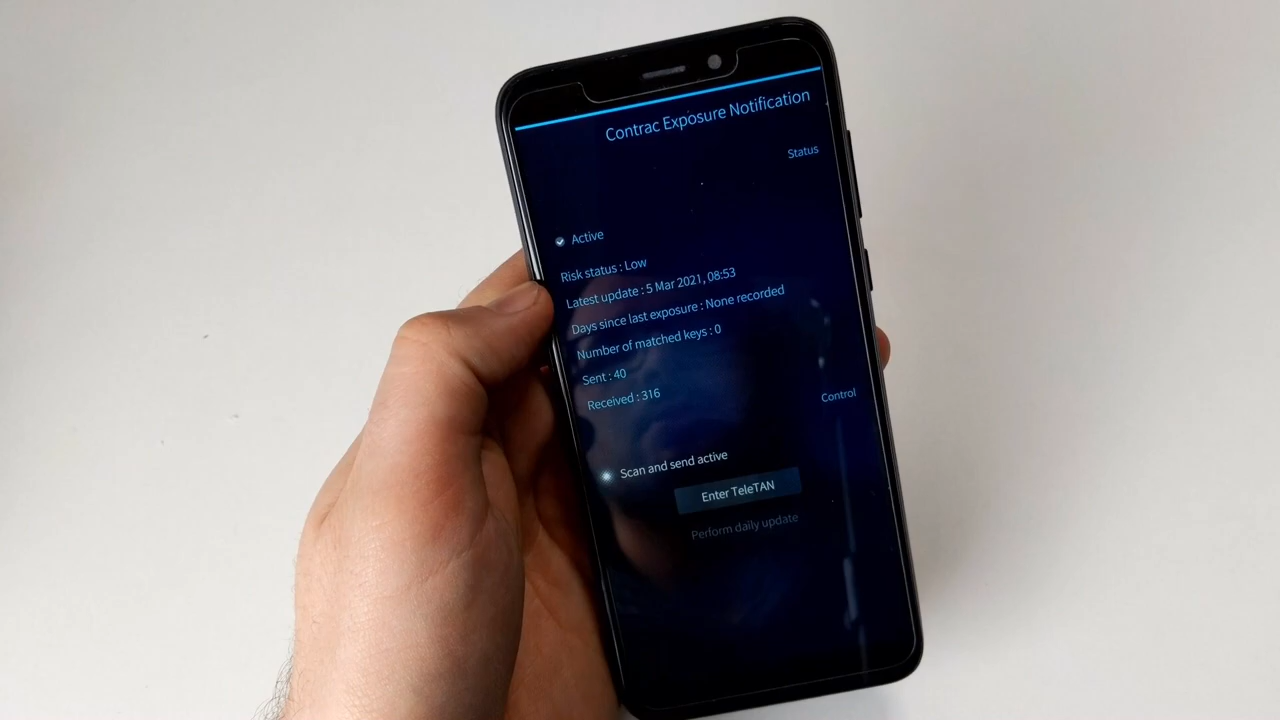 Contrac Exposure Notification
Status
Active
Risk status : Low
Latest update : 5 Mar 2021, 08:53
Days since last exposure : None recorded
Number of matched keys : 0
Sent : 40
Received : 316
Control
Scan and send active
Enter TeleTAN
Perform daily update